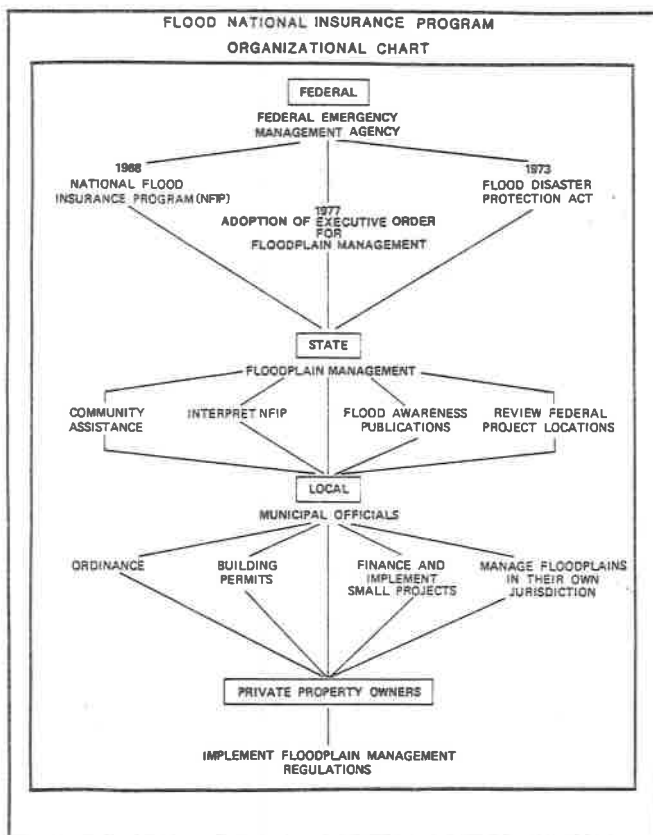 FLOOD NATIONAL INSURANCE PROGRAM
ORGANIZATIONAL CHART
FEDERAL
FEDERAL EMERGENCY
MANAGEMENT AGENCY
1968
NATIONAL FLOOD
INSURANCE PROGRAM (NFIP)
1977
ADOPTION OF EXECUTIVE ORDER
FOR
FLOODPLAIN MANAGEMENT
1973
FLOOD DISASTER
PROTECTION ACT
STATE
FLOODPLAIN MANAGEMENT
COMMUNITY
ASSISTANCE
INTERPRET NFIP
FLOOD AWARENESS
PUBLICATIONS
REVIEW FEDERAL
PROJECT LOCATIONS
LOCAL
MUNICIPAL OFFICIALS
ORDINANCE
BUILDING
PERMITS
FINANCE AND
IMPLEMENT
SMALL PROJECTS
MANAGE FLOODPLAINS
IN THEIR OWN
JURISDICTION
PRIVATE PROPERTY OWNERS
IMPLEMENT FLOODPLAIN MANAGEMENT
REGULATIONS